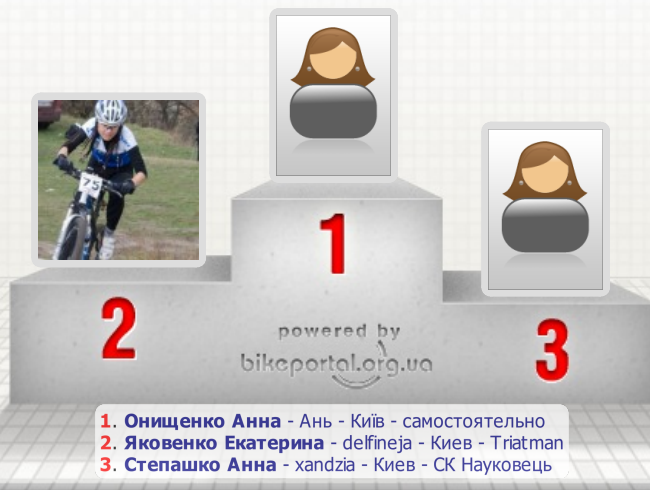 75
1
2
3
powered by
bikeportal.org.ua
1. Онищенко Анна - Ань - Київ - самостоятельно
2. Яковенко Екатерина - delfineja - Киев - Triatman
3. Степашко Анна - xandzia - Киев - СК Науковець